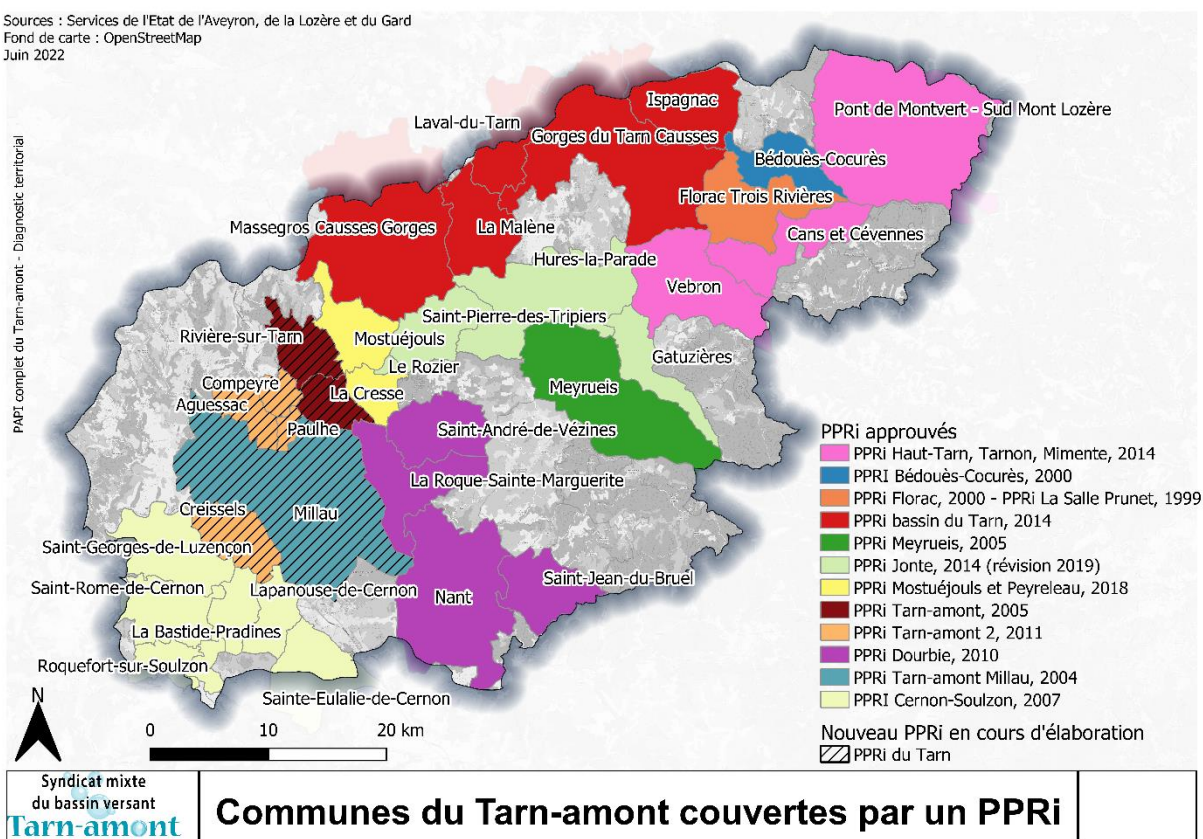 Sources : Services de l'Etat de l'Aveyron, de la Lozère et du Gard
Fond de carte : OpenStreetMap
Juin 2022
PAPI complet du Tarn-amont - Diagnostic territorial
Ispagnac
Pont de Montvert - Sud Mont Lozère
Laval-du-Tarn
Gorges du Tarn Causses
Bédouès-Cocurès
Florac Trois Rivières
Massegros Causses Gorges
La Malène
Cans et Cévennes
Hures-la-Parade
Vebron
Saint-Pierre-des-Tripiers
Rivière-sur-Tarn
Mostuéjouls
Gatuzières
Le Rozier
Compeyre
La Cresse
Meyrueis
Aguessac
Paulhe
Saint-André-de-Vézines
La Roque-Sainte-Marguerite
Creissels
Millau
Saint-Georges-de-Luzençon
Saint-Jean-du-Bruel
Saint-Rome-de-Cernon
Lapanouse-de-Cernon
Nant
La Bastide-Pradines
Roquefort-sur-Soulzon
Sainte-Eulalie-de-Cernon
PPRi approuvés
PPRi Haut-Tarn, Tarnon, Mimente, 2014
PPRI Bédouès-Cocurès, 2000
PPRi Florac, 2000 - PPRi La Salle Prunet, 1999
PPRi bassin du Tarn, 2014
PPRi Meyrueis, 2005
PPRi Jonte, 2014 (révision 2019)
PPRi Mostuéjouls et Peyreleau, 2018
PPRi Tarn-amont, 2005
PPRi Tarn-amont 2, 2011
PPRi Dourbie, 2010
PPRi Tarn-amont Millau, 2004
PPRI Cernon-Soulzon, 2007
Nouveau PPRi en cours d'élaboration
PPRi du Tarn
N
0 10 20 km
Syndicat mixte
du bassin versant
Tarn-amont
Communes du Tarn-amont couvertes par un PPRi